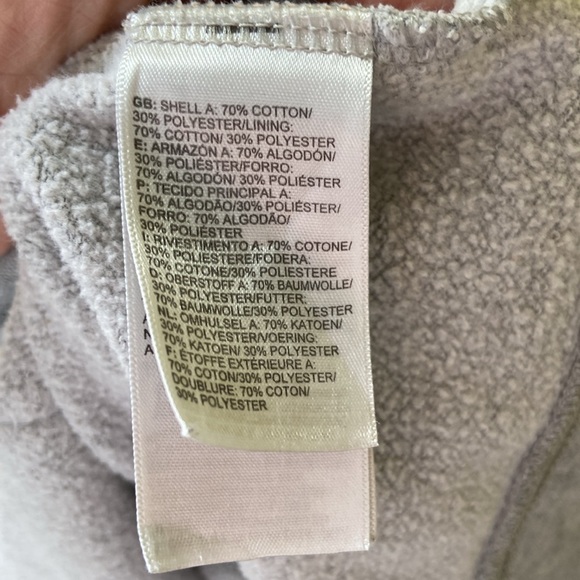 GB: SHELL A: 70% COTTON/
30% POLYESTER/LINING:
70% COTTON/ 30% POLYESTER
E: ARMAZÓN A: 70% ALGODÓN/
30% POLIÉSTER/FORRO:
70% ALGODÓN/ 30% POLIÉSTER
P: TECIDO PRINCIPAL A:
70% ALGODÃO/30% POLIÉSTER/
FORRO: 70% ALGODÃO/
30% POLIÉSTER
I: RIVESTIMENTO A: 70% COTONE/
30% POLIESTERE/FODERA:
70% COTONE/30% POLIESTERE
D: OBERSTOFF A: 70% BAUMWOLLE/
30% POLYESTER/FUTTER:
70% BAUMWOLLE/30% POLYESTER
NL: OMHULSEL A: 70% KATOEN/
30% POLYESTER/VOERING:
70% KATOEN/ 30% POLYESTER
F: ÉTOFFE EXTÉRIEURE A:
70% COTON/30% POLYESTER/
DOUBLURE: 70% COTON/
30% POLYESTER